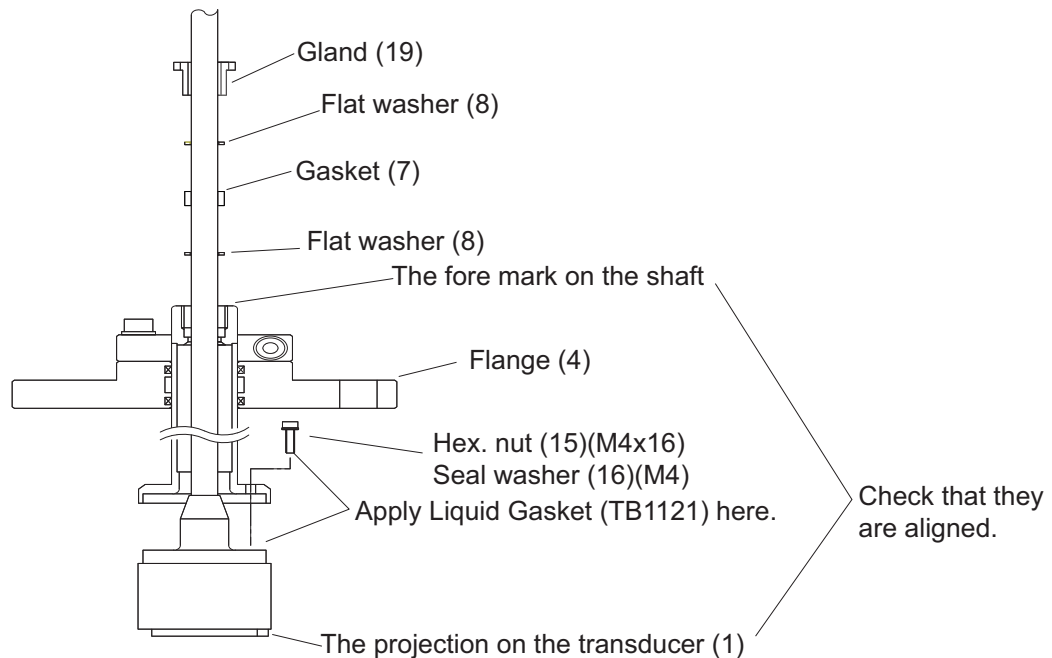 Gland (19)
Flat washer (8)
Gasket (7)
Flat washer (8)
The fore mark on the shaft
Flange (4)
Hex. nut (15)(M4x16)
Seal washer (16)(M4)
Apply Liquid Gasket (TB1121) here.
Check that they
are aligned.
The projection on the transducer (1)